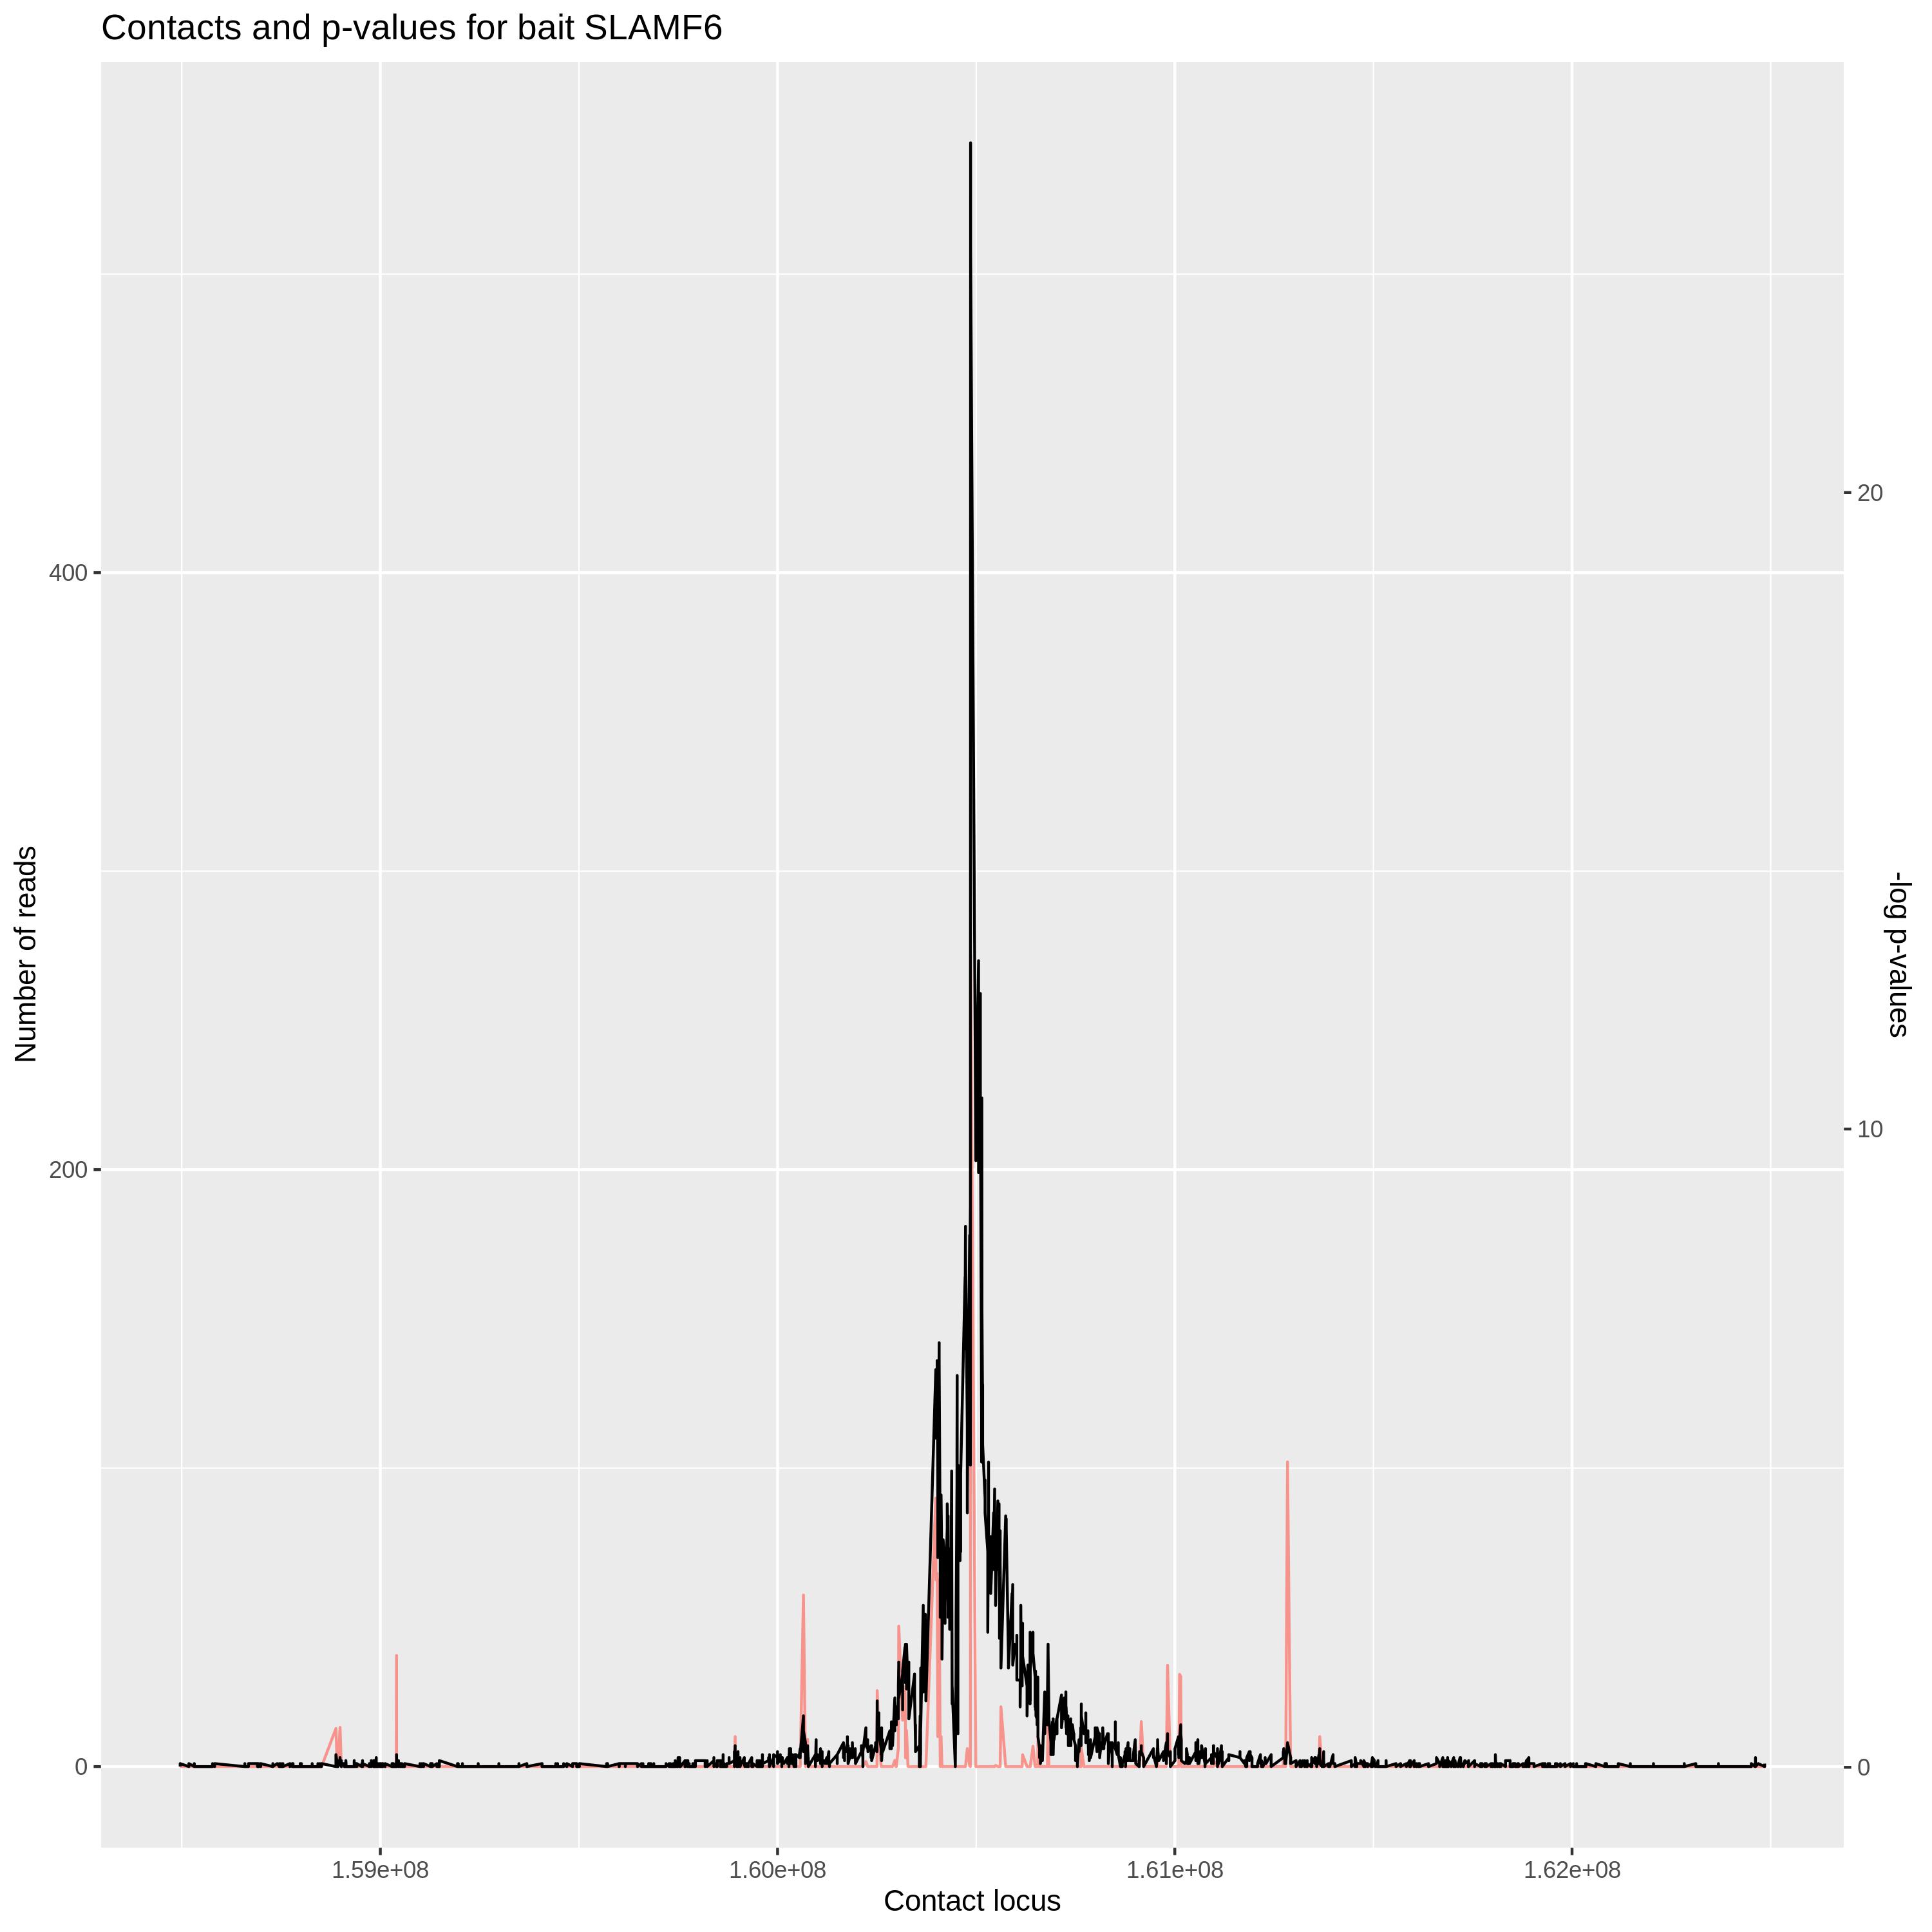 Contacts and p-values for bait SLAMF6
400
200
0
Number of reads
20
10
0
-log p-values
1.59e+08
1.60e+08
1.61e+08
1.62e+08
Contact locus